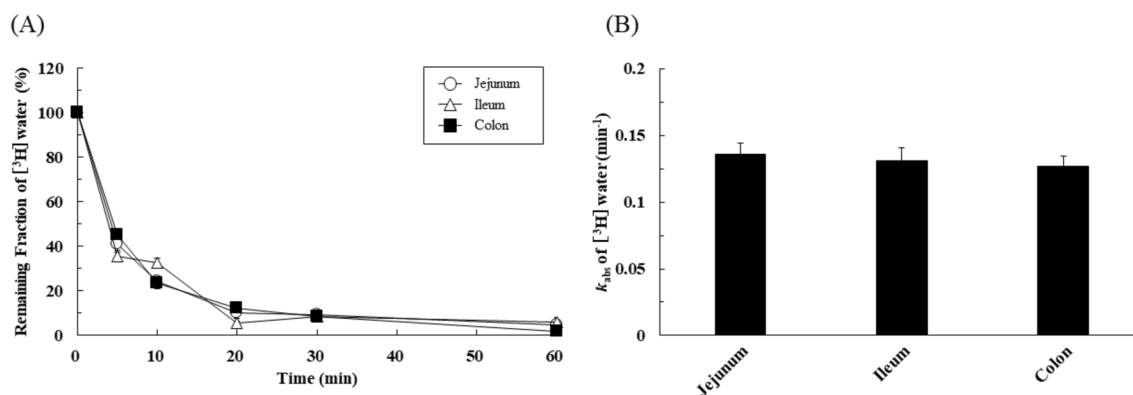 (A)
Remaining Fraction of [³H] water (%)
120
100
80
60
40
20
0
0 10 20 30 40 50 60
Time (min)
Jejunum
Ileum
Colon
(B)
kabs of [³H] water (min⁻¹)
0.2
0.15
0.1
0.05
0
Jejunum
Ileum
Colon